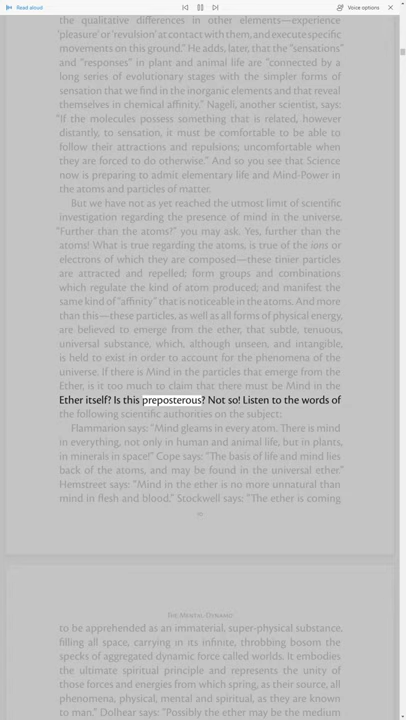 Read aloud
Voice options
the qualitative differences in other elements—experience
'pleasure' or 'revulsion' at contact with them, and execute specific
movements on this ground." He adds, later, that the "sensations"
and "responses" in plant and animal life are "connected by a
long series of evolutionary stages with the simpler forms of
sensation that we find in the inorganic elements and that reveal
themselves in chemical affinity." Nageli, another scientist, says:
"If the molecules possess something that is related, however
distantly, to sensation, it must be comfortable to be able to
follow their attractions and repulsions; uncomfortable when
they are forced to do otherwise." And so you see that Science
now is preparing to admit elementary life and Mind-Power in
the atoms and particles of matter.
But we have not as yet reached the utmost limit of scientific
investigation regarding the presence of mind in the universe.
"Further than the atoms?" you may ask. Yes, further than the
atoms! What is true regarding the atoms, is true of the ions or
electrons of which they are composed—these tinier particles
are attracted and repelled; form groups and combinations
which regulate the kind of atom produced; and manifest the
same kind of "affinity" that is noticeable in the atoms. And more
than this—these particles, as well as all forms of physical energy,
are believed to emerge from the ether, that subtle, tenuous,
universal substance, which, although unseen, and intangible,
is held to exist in order to account for the phenomena of the
universe. If there is Mind in the particles that emerge from the
Ether, is it too much to claim that there must be Mind in the
Ether itself? Is this preposterous? Not so! Listen to the words of
the following scientific authorities on the subject:
Flammarion says: "Mind gleams in every atom. There is mind
in everything, not only in human and animal life, but in plants,
in minerals in space!" Cope says: "The basis of life and mind lies
back of the atoms, and may be found in the universal ether."
Hemstreet says: "Mind in the ether is no more unnatural than
mind in flesh and blood." Stockwell says: "The ether is coming
The Mental Dynamo
to be apprehended as an immaterial, super-physical substance,
filling all space, carrying in its infinite, throbbing bosom the
specks of aggregated dynamic force called worlds. It embodies
the ultimate spiritual principle and represents the unity of
those forces and energies from which spring, as their source, all
phenomena, physical, mental and spiritual, as they are known
to man." Dolbear says: "Possibly the ether may be the medium